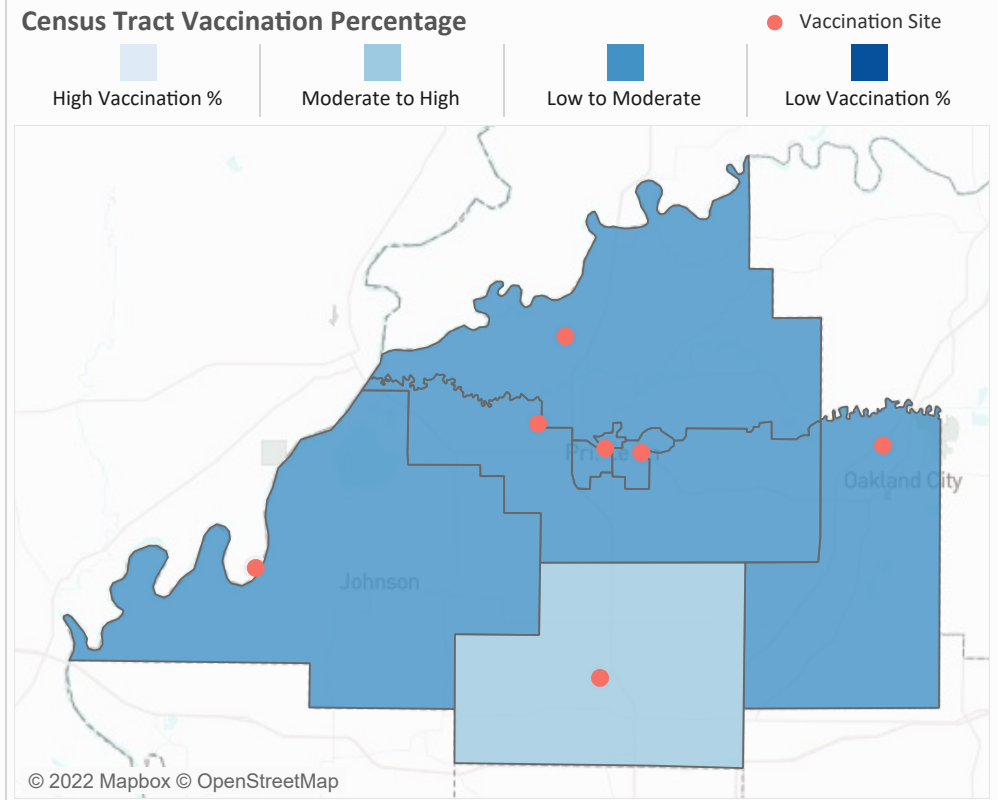 Census Tract Vaccination Percentage
Vaccination Site
High Vaccination %
Moderate to High
Low to Moderate
Low Vaccination %
Oakland City
Johnson
© 2022 Mapbox © OpenStreetMap